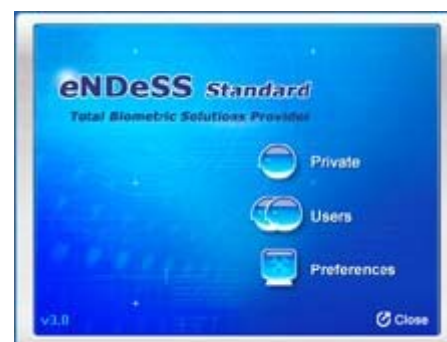 eNDeSS Standard
Total Biometric Solutions Provider
Private
Users
Preferences
v3.0
Close